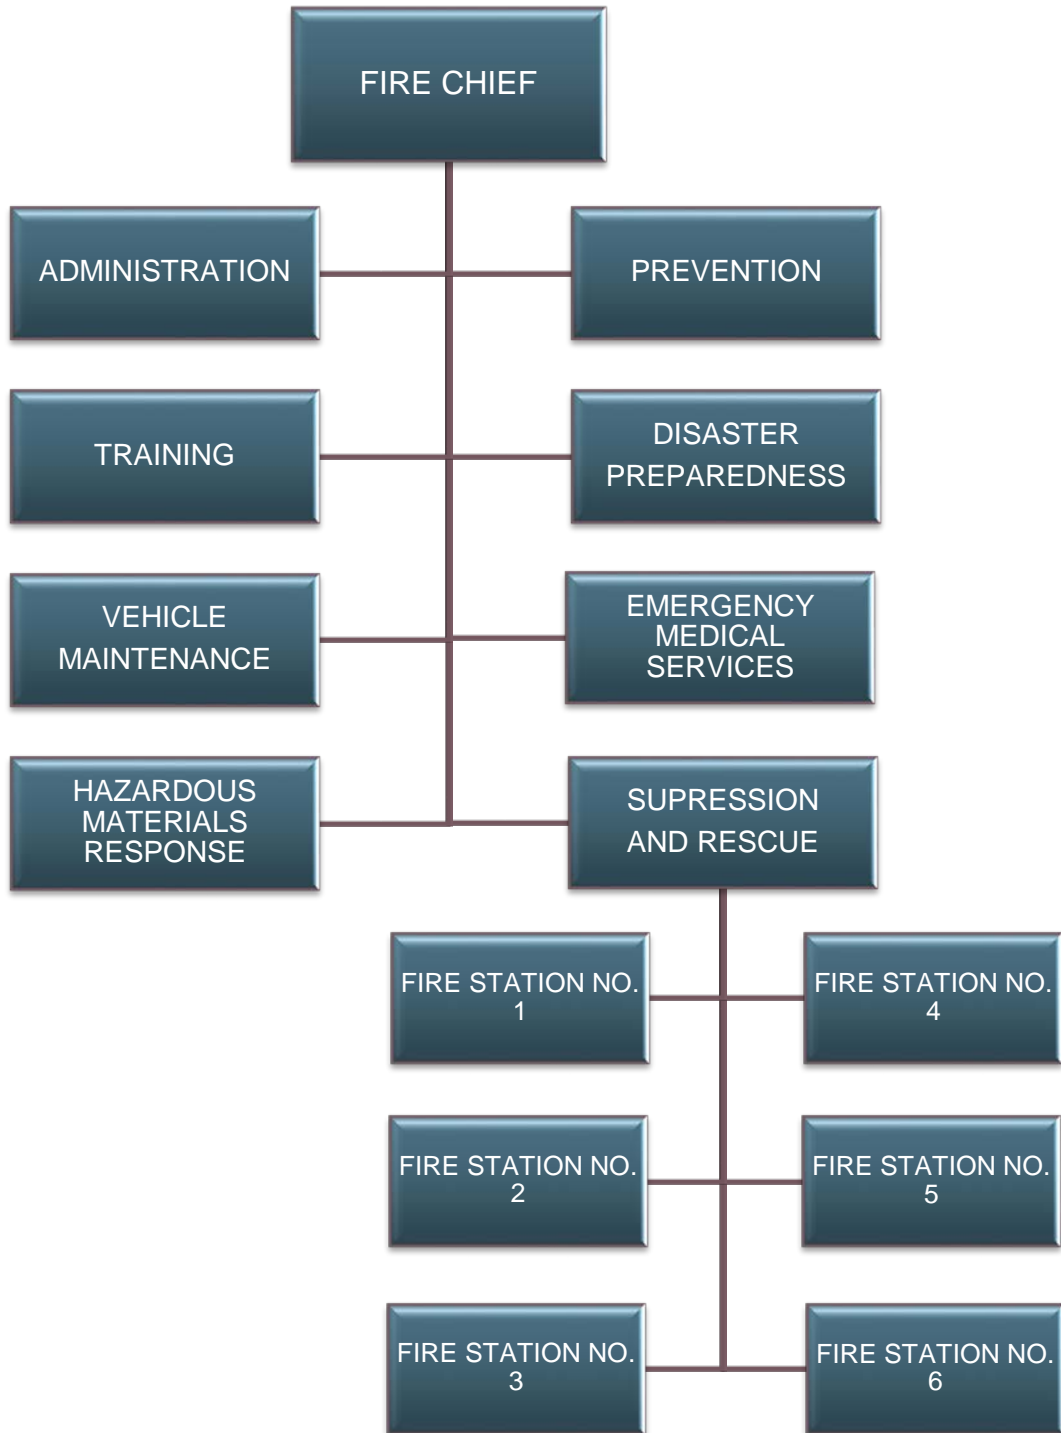 FIRE CHIEF
ADMINISTRATION
PREVENTION
TRAINING
DISASTER
PREPAREDNESS
VEHICLE
MAINTENANCE
EMERGENCY
MEDICAL
SERVICES
HAZARDOUS
MATERIALS
RESPONSE
SUPRESSION
AND RESCUE
FIRE STATION NO.
1
FIRE STATION NO.
4
FIRE STATION NO.
2
FIRE STATION NO.
5
FIRE STATION NO.
3
FIRE STATION NO.
6